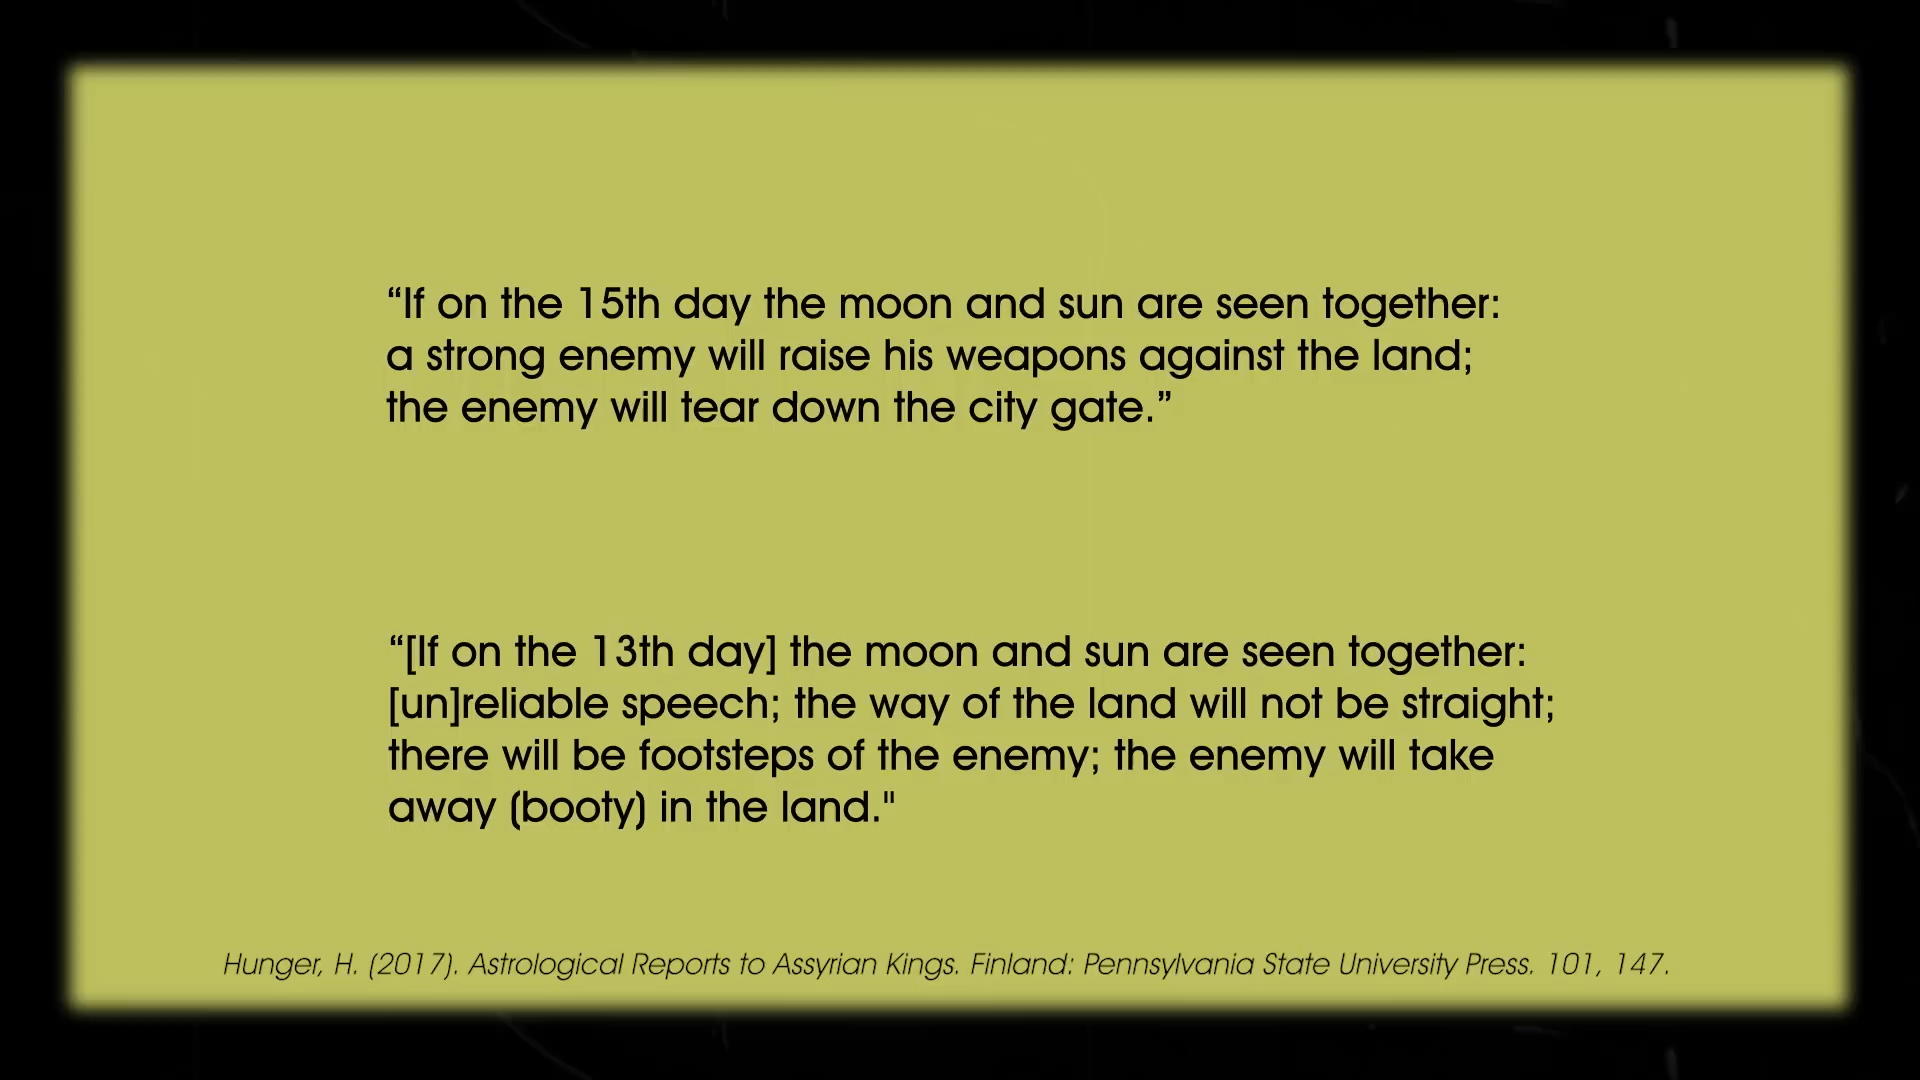 “If on the 15th day the moon and sun are seen together:
a strong enemy will raise his weapons against the land;
the enemy will tear down the city gate.”
“[If on the 13th day] the moon and sun are seen together:
[un]reliable speech; the way of the land will not be straight;
there will be footsteps of the enemy; the enemy will take
away (booty) in the land."
Hunger, H. (2017). Astrological Reports to Assyrian Kings. Finland: Pennsylvania State University Press. 101, 147.